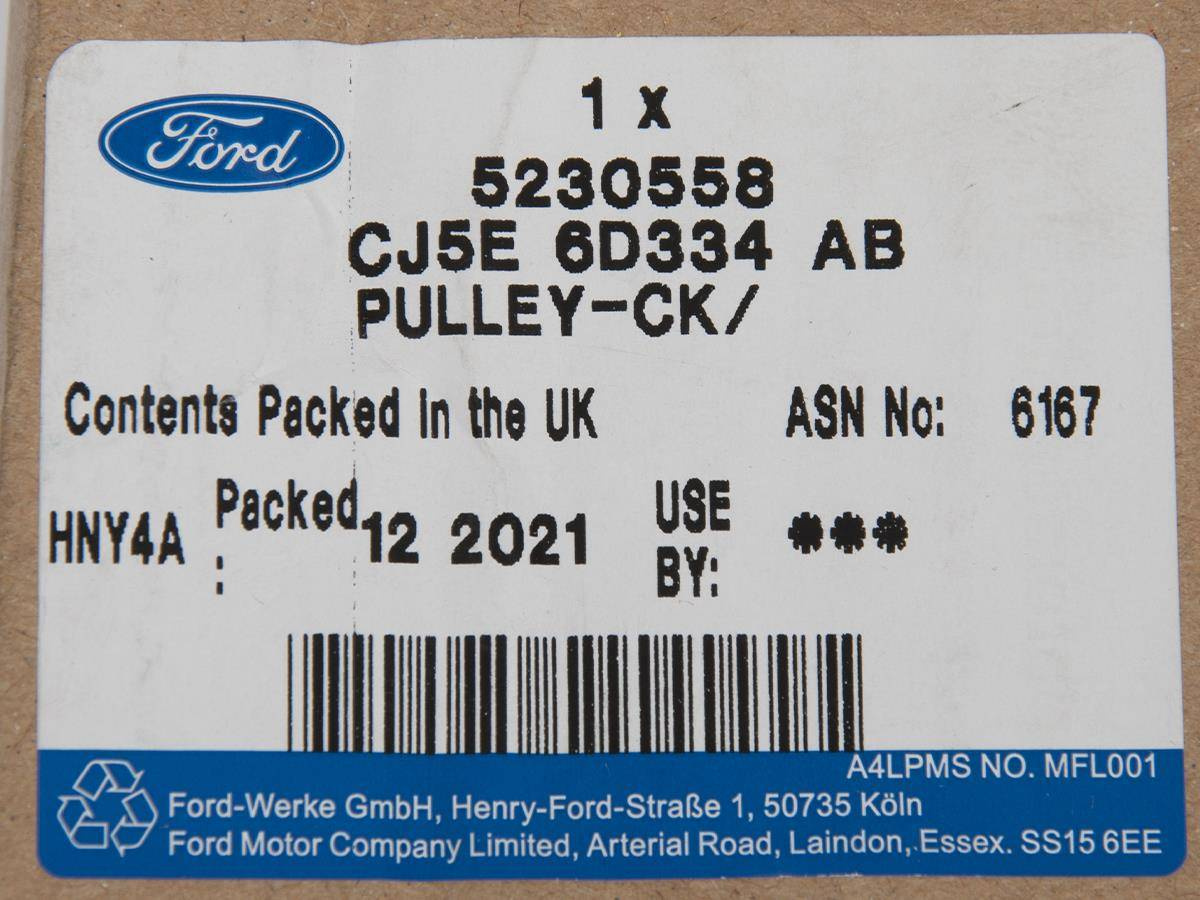 Ford
1 x
5230558
CJ5E 6D334 AB
PULLEY-CK/
Contents Packed in the UK ASN No: 6167
HNY4A Packed : 12 2021 USE BY: ***
A4LPMS NO. MFL001
Ford-Werke GmbH, Henry-Ford-Straße 1, 50735 Köln
Ford Motor Company Limited, Arterial Road, Laindon, Essex. SS15 6EE